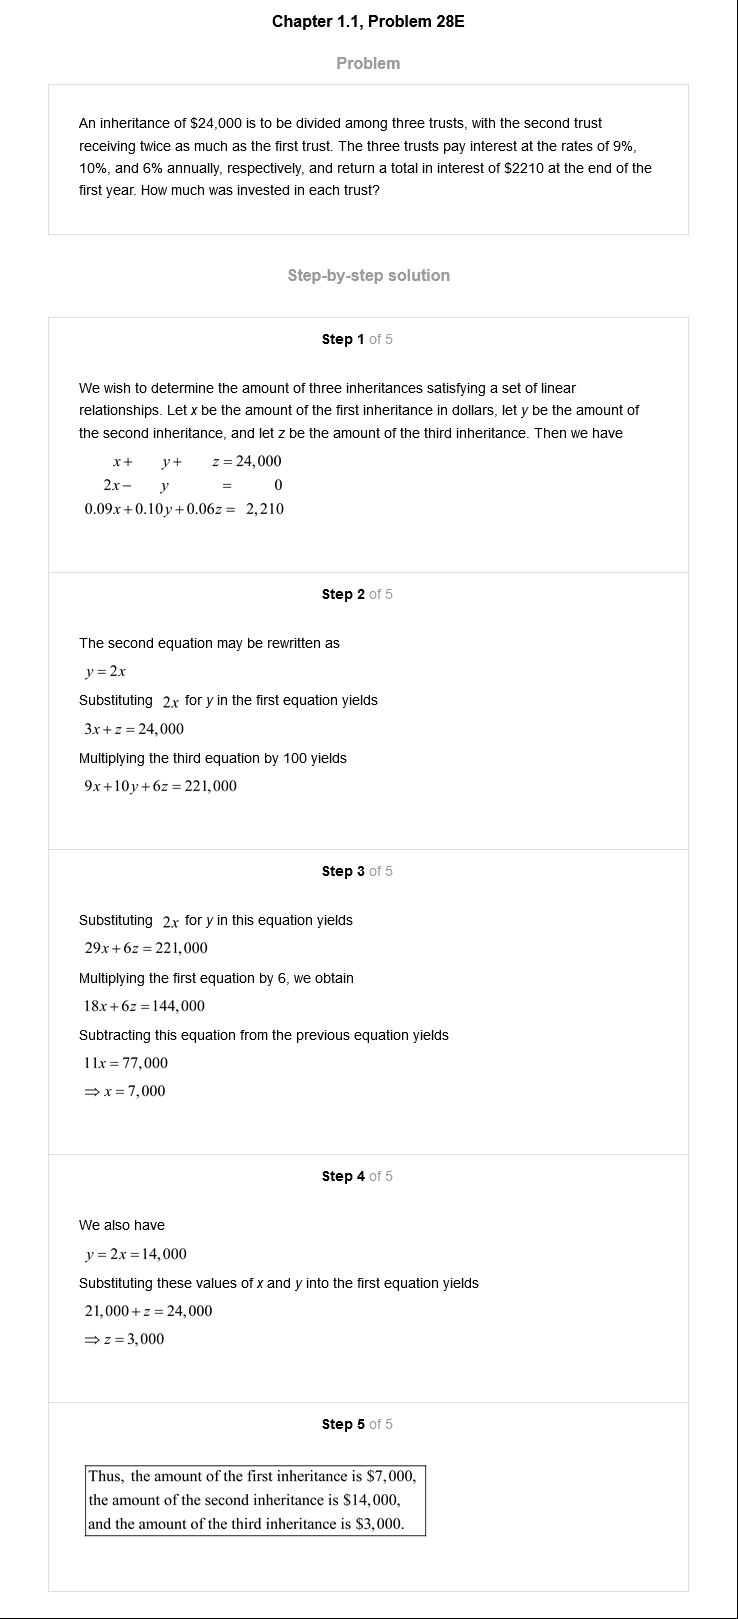 Chapter 1.1, Problem 28E
Problem
An inheritance of $24,000 is to be divided among three trusts, with the second trust
receiving twice as much as the first trust. The three trusts pay interest at the rates of 9%,
10%, and 6% annually, respectively, and return a total in interest of $2210 at the end of the
first year. How much was invested in each trust?
Step-by-step solution
Step 1 of 5
We wish to determine the amount of three inheritances satisfying a set of linear
relationships. Let x be the amount of the first inheritance in dollars, let y be the amount of
the second inheritance, and let z be the amount of the third inheritance. Then we have
x + y + z = 24,000
2x − y = 0
0.09x + 0.10y + 0.06z = 2,210
Step 2 of 5
The second equation may be rewritten as
y = 2x
Substituting 2x for y in the first equation yields
3x + z = 24,000
Multiplying the third equation by 100 yields
9x + 10y + 6z = 221,000
Step 3 of 5
Substituting 2x for y in this equation yields
29x + 6z = 221,000
Multiplying the first equation by 6, we obtain
18x + 6z = 144,000
Subtracting this equation from the previous equation yields
11x = 77,000
⇒ x = 7,000
Step 4 of 5
We also have
y = 2x = 14,000
Substituting these values of x and y into the first equation yields
21,000 + z = 24,000
⇒ z = 3,000
Step 5 of 5
Thus, the amount of the first inheritance is $7,000,
the amount of the second inheritance is $14,000,
and the amount of the third inheritance is $3,000.